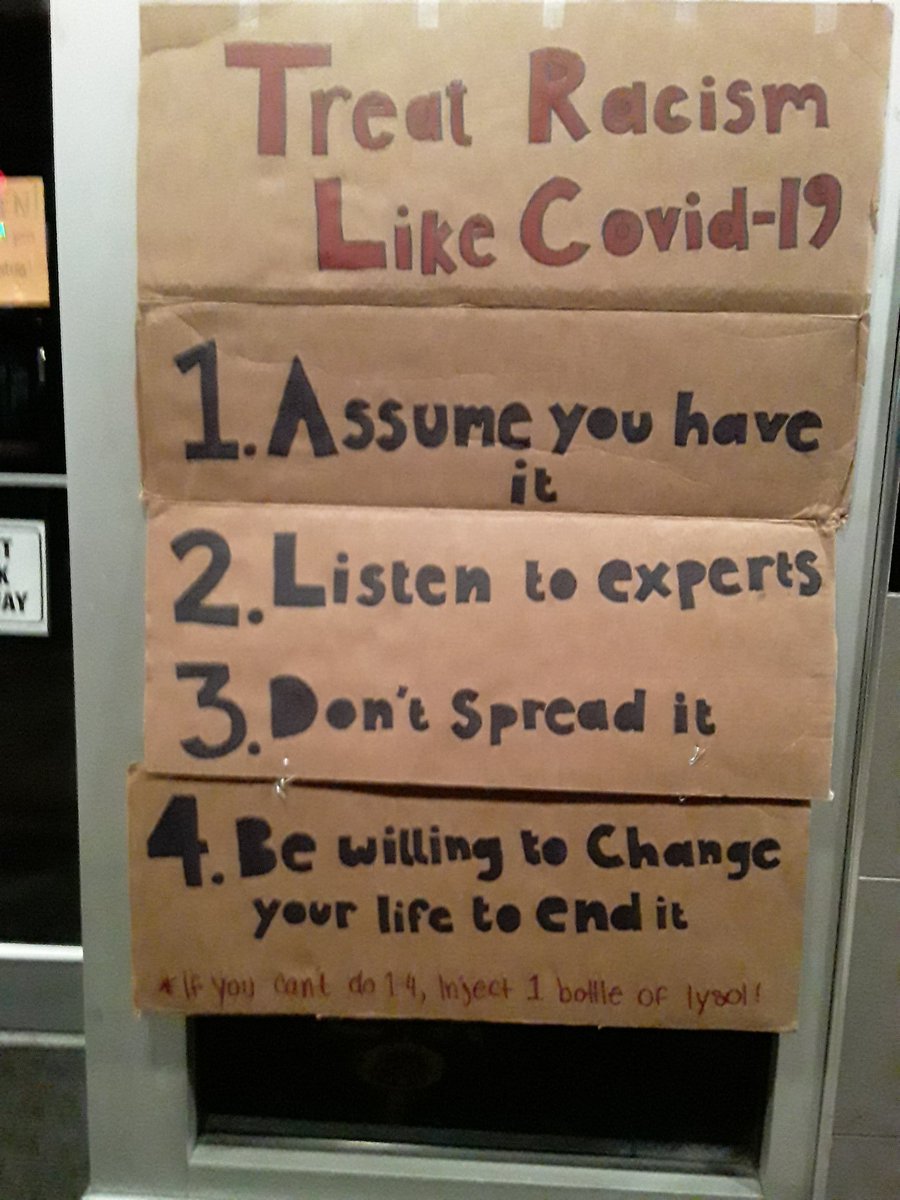 Treat Racism
Like Covid-19
1. Assume you have
it
2. Listen to experts
3. Don't Spread it
4. Be willing to Change
your life to end it
*If you cant do 1-4, Inject 1 bottle of lysol!